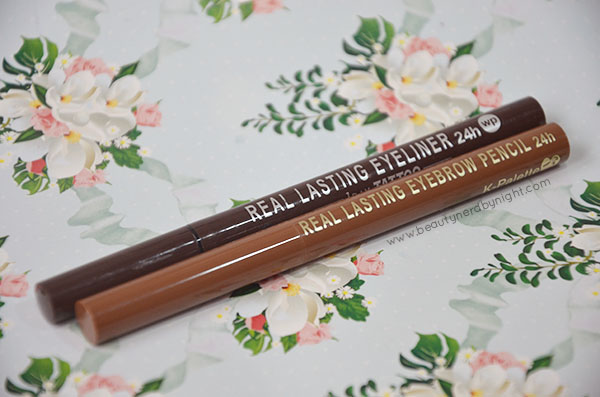 REAL LASTING EYELINER 24h wp
TATTOO
REAL LASTING EYEBROW PENCIL 24h
K-Palette
www.beautynerdbynight.com